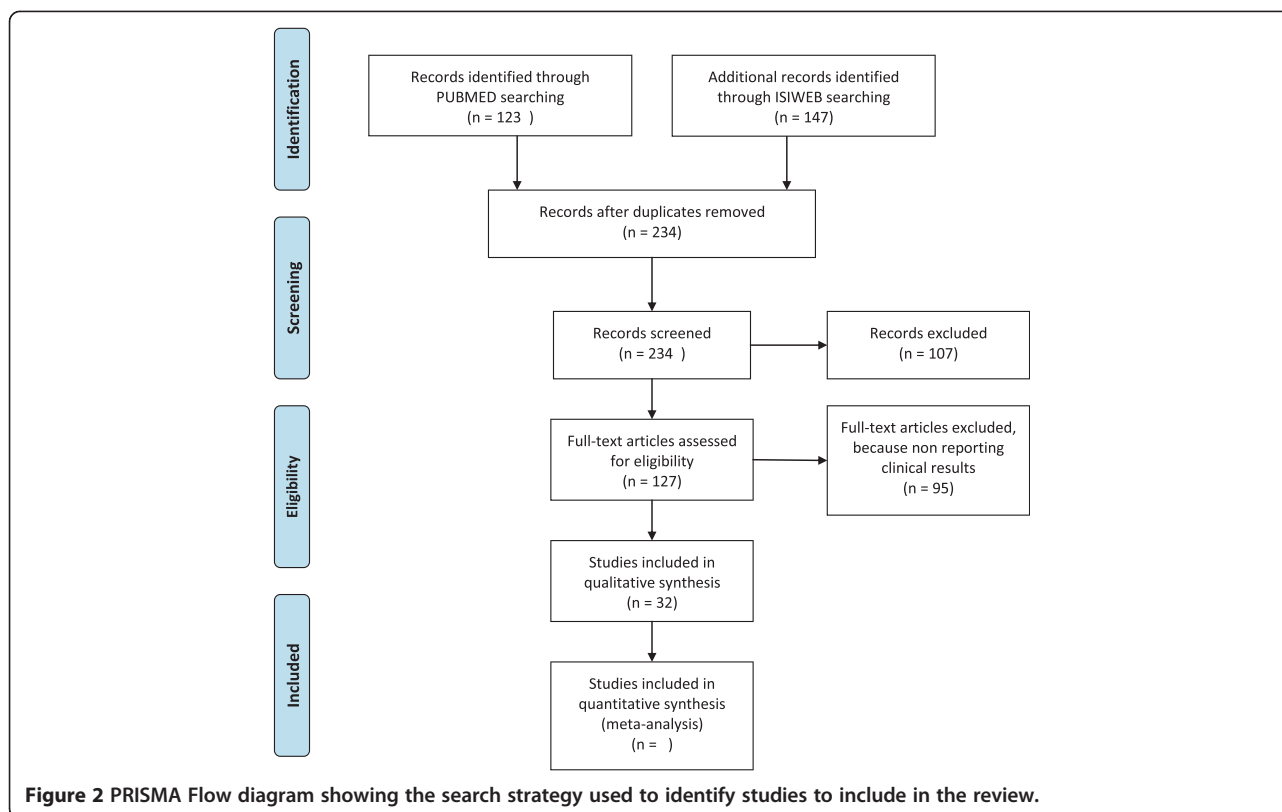 Identification
Records identified through
PUBMED searching
(n = 123  )
Additional records identified
through ISIWEB searching
(n = 147)
Records after duplicates removed
(n = 234)
Screening
Records screened
(n = 234  )
Records excluded
(n = 107)
Eligibility
Full-text articles assessed
for eligibility
(n = 127)
Full-text articles excluded,
because non reporting
clinical results
(n = 95)
Studies included in
qualitative synthesis
(n = 32)
Included
Studies included in
quantitative synthesis
(meta-analysis)
(n =   )
Figure 2 PRISMA Flow diagram showing the search strategy used to identify studies to include in the review.